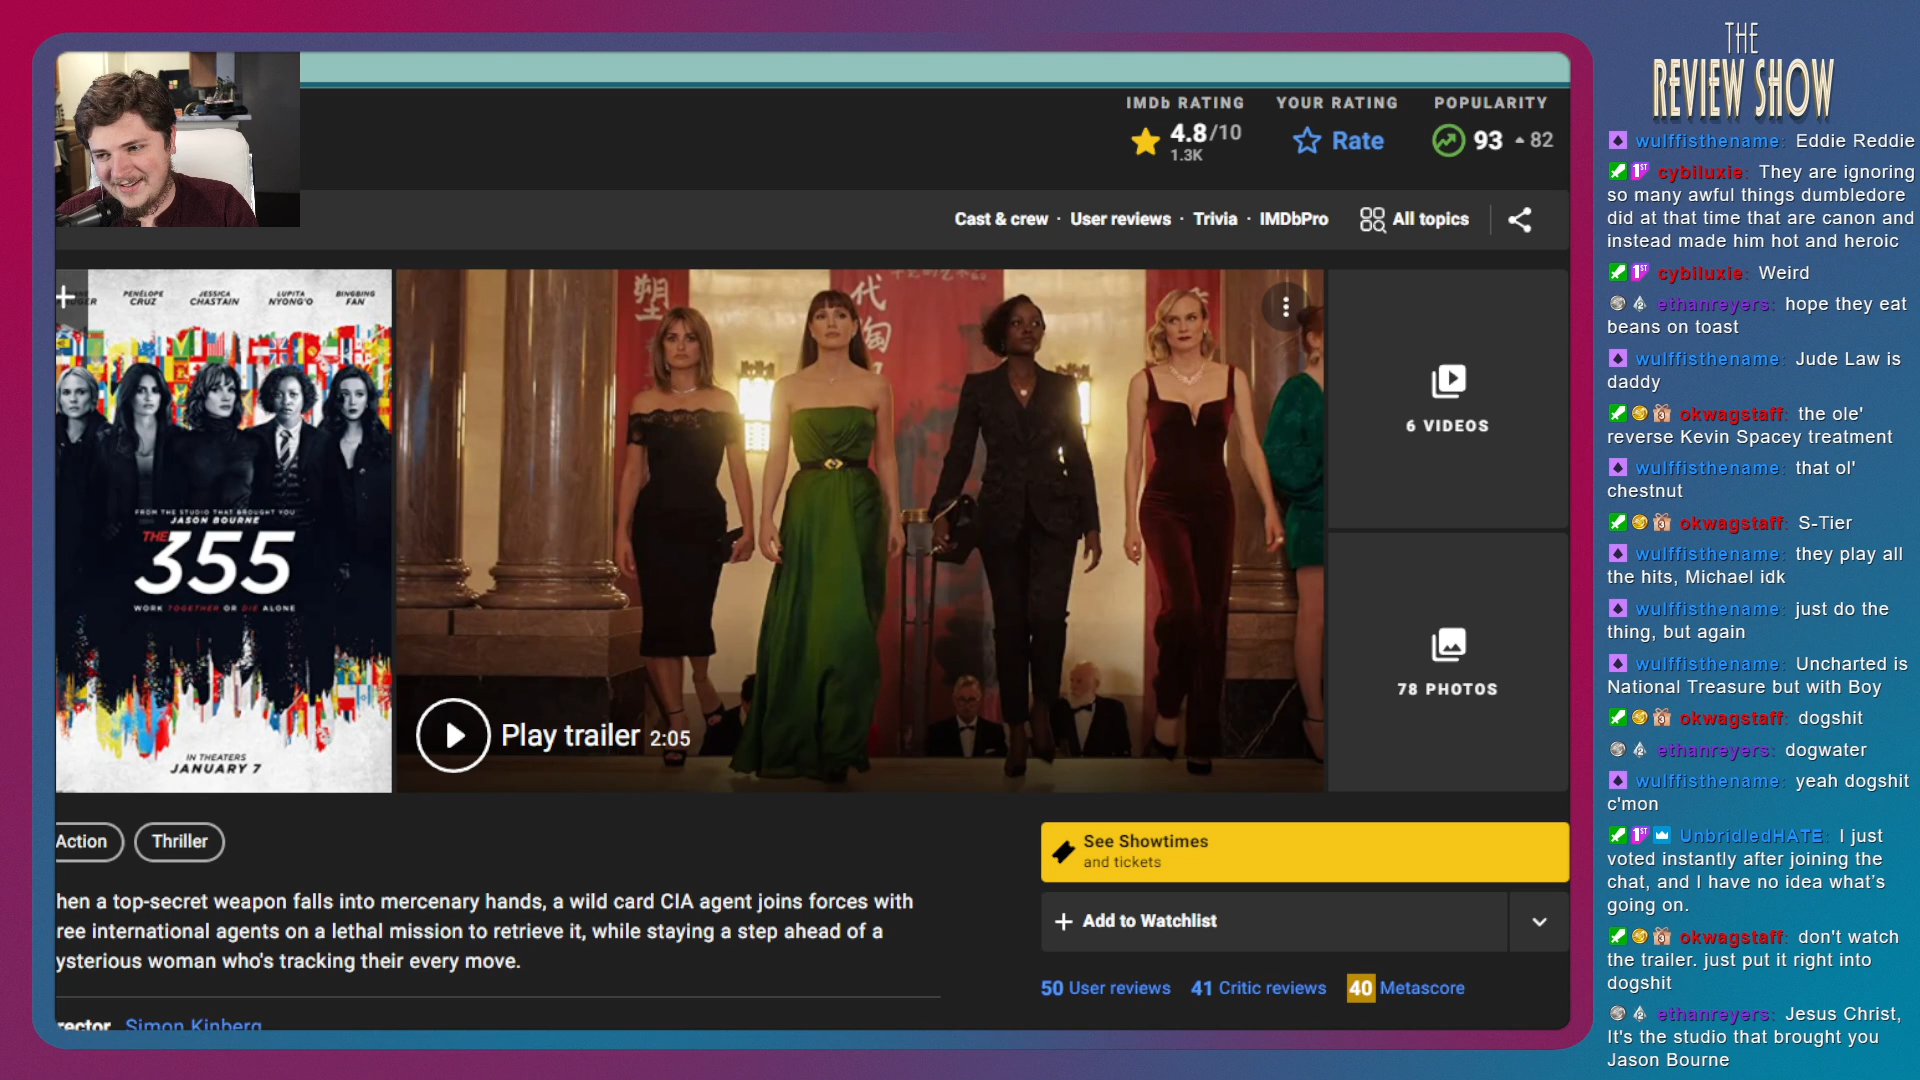 THE
REVIEW SHOW
IMDb RATING
YOUR RATING
POPULARITY
4.8/10
1.3K
Rate
93
82
Cast & crew · User reviews · Trivia · IMDbPro
All topics
PENÉLOPE CRUZ
JESSICA CHASTAIN
LUPITA NYONG'O
BINGBING FAN
FROM THE STUDIO THAT BROUGHT YOU
JASON BOURNE
THE
355
WORK TOGETHER OR DIE ALONE
IN THEATERS
JANUARY 7
代
Play trailer 2:05
6 VIDEOS
78 PHOTOS
Action
Thriller
hen a top-secret weapon falls into mercenary hands, a wild card CIA agent joins forces with
ree international agents on a lethal mission to retrieve it, while staying a step ahead of a
ysterious woman who's tracking their every move.
rector Simon Kinberg
See Showtimes
and tickets
Add to Watchlist
50 User reviews 41 Critic reviews 40 Metascore
wulffisthename: Eddie Reddie
cybiluxie: They are ignoring
so many awful things dumbledore
did at that time that are canon and
instead made him hot and heroic
cybiluxie: Weird
ethanreyers: hope they eat
beans on toast
wulffisthename: Jude Law is
daddy
okwagstaff: the ole'
reverse Kevin Spacey treatment
wulffisthename: that ol'
chestnut
okwagstaff: S-Tier
wulffisthename: they play all
the hits, Michael idk
wulffisthename: just do the
thing, but again
wulffisthename: Uncharted is
National Treasure but with Boy
okwagstaff: dogshit
ethanreyers: dogwater
wulffisthename: yeah dogshit
c'mon
UnbridledHATE: I just
voted instantly after joining the
chat, and I have no idea what's
going on.
okwagstaff: don't watch
the trailer. just put it right into
dogshit
ethanreyers: Jesus Christ,
It's the studio that brought you
Jason Bourne